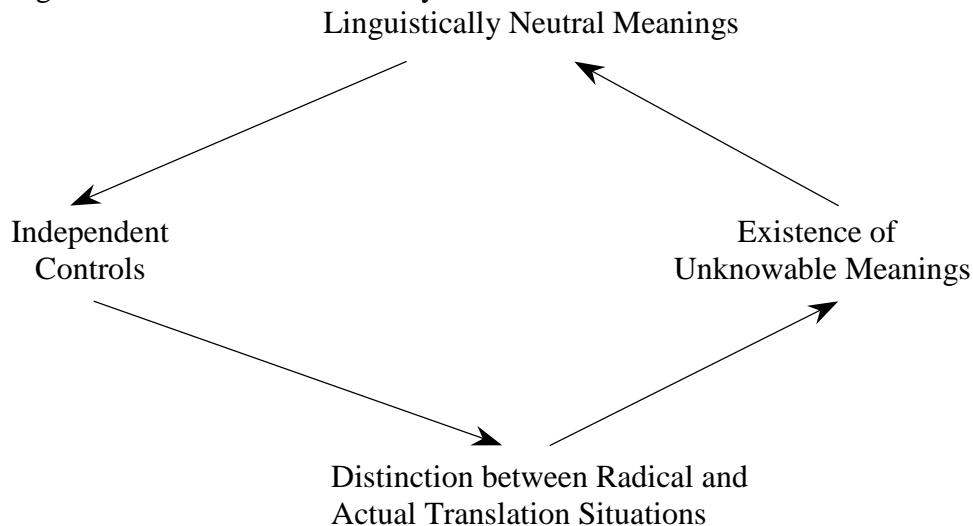 Linguistically Neutral Meanings
Independent
Controls
Existence of
Unknowable Meanings
Distinction between Radical and
Actual Translation Situations